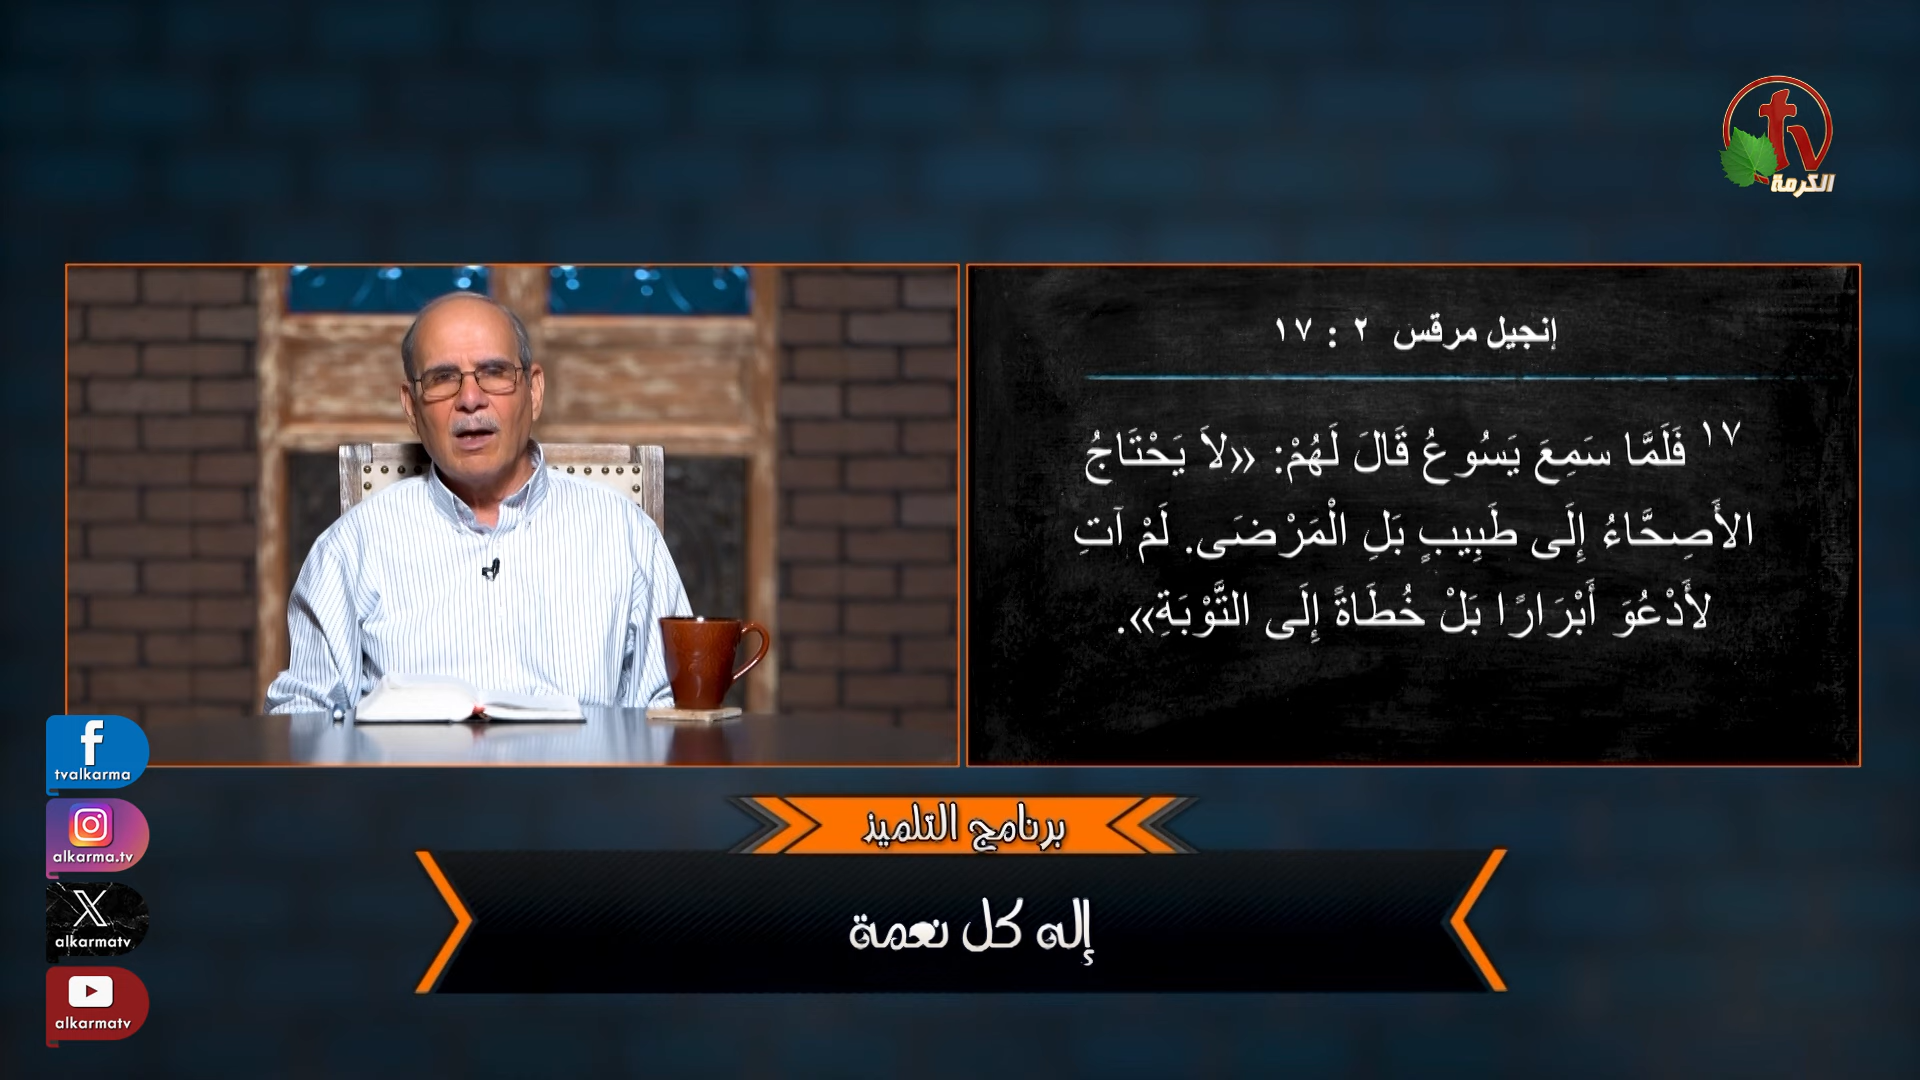 tv
الكرمة
إنجيل مرقس ٢ : ١٧
١٧ فَلَمَّا سَمِعَ يَسُوعُ قَالَ لَهُمْ: «لاَ يَحْتَاجُ
الأَصِحَّاءُ إِلَى طَبِيبٍ بَلِ الْمَرْضَى. لَمْ آتِ
لأَدْعُوَ أَبْرَارًا بَلْ خُطَاةً إِلَى التَّوْبَةِ».
برنامج التلميذ
إله كل نعمة
tvalkarma
alkarma.tv
alkarmatv
alkarmatv